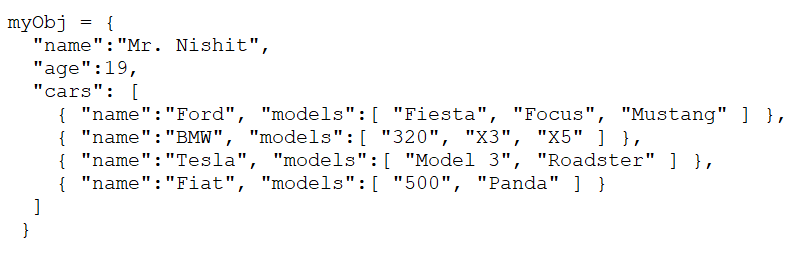 myObj = {
"name":"Mr. Nishit",
"age":19,
"cars": [
{ "name":"Ford", "models":[ "Fiesta", "Focus", "Mustang" ] },
{ "name":"BMW", "models":[ "320", "X3", "X5" ] },
{ "name":"Tesla", "models":[ "Model 3", "Roadster" ] },
{ "name":"Fiat", "models":[ "500", "Panda" ] }
]
}